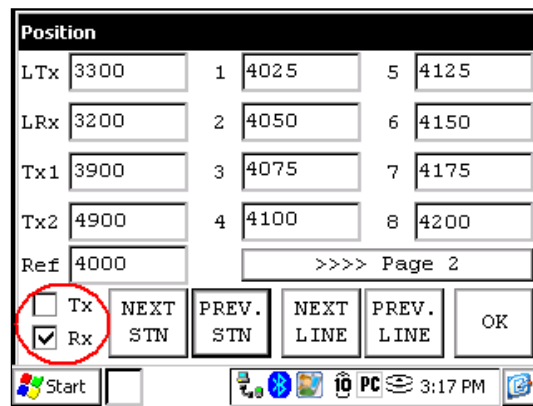 Position
LTx 3300 1 4025 5 4125
LRx 3200 2 4050 6 4150
Tx1 3900 3 4075 7 4175
Tx2 4900 4 4100 8 4200
Ref 4000 >>>> Page 2
Tx NEXT PREV. NEXT PREV. OK
Rx STN STN LINE LINE
Start PC 3:17 PM